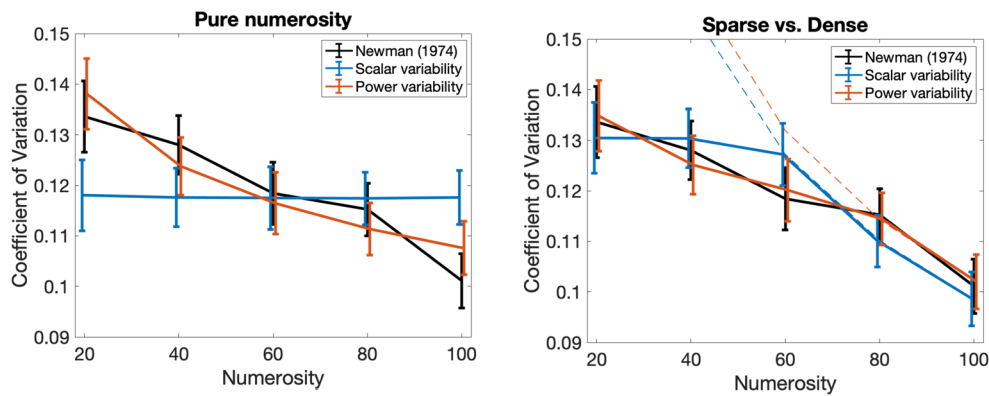 Pure numerosity
0.15
0.14
0.13
0.12
0.11
0.1
0.09
Coefficient of Variation
Newman (1974)
Scalar variability
Power variability
20 40 60 80 100
Numerosity
Sparse vs. Dense
0.15
0.14
0.13
0.12
0.11
0.1
0.09
Coefficient of Variation
Newman (1974)
Scalar variability
Power variability
20 40 60 80 100
Numerosity